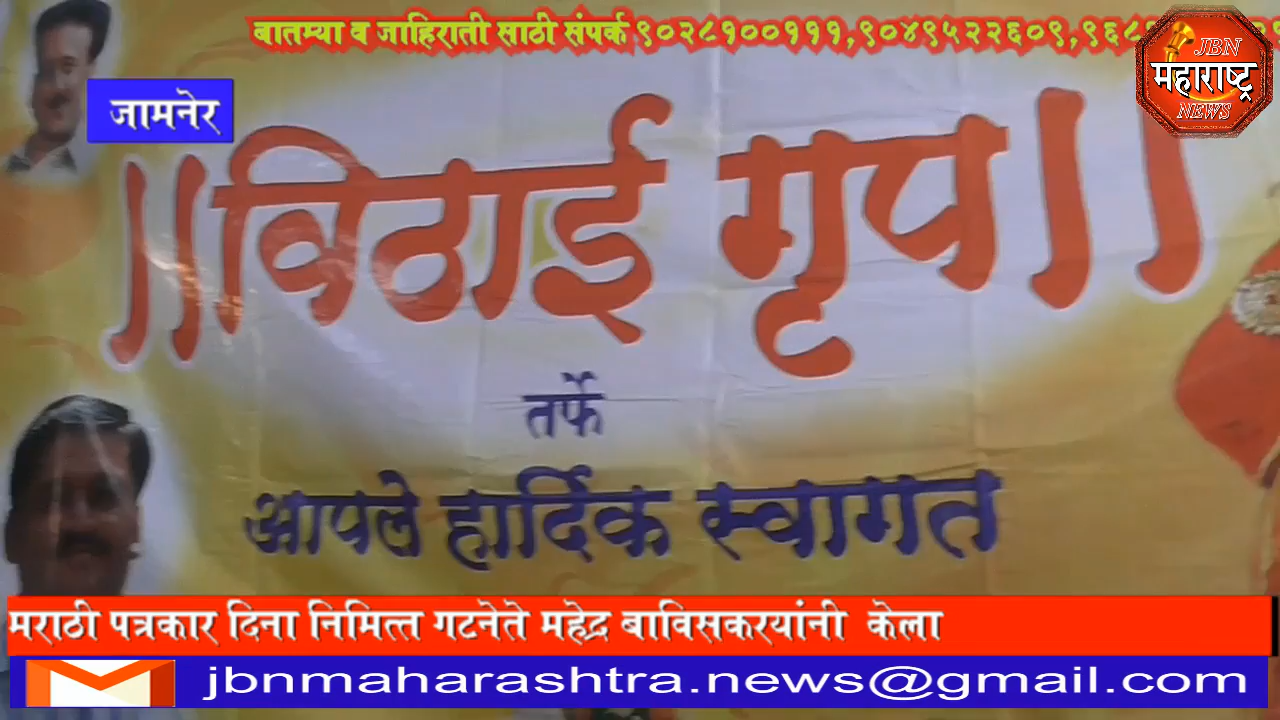 बातम्या व जाहिराती साठी संपर्क ९०२८१००१११,९०४९५२२६०९,९६८
JBN
महाराष्ट्र
NEWS
जामनेर
||विठाई गृप||
तर्फे
आपले हार्दिक स्वागत
मराठी पत्रकार दिना निमित्त गटनेते महेद्र बाविसकरयांनी केला
jbnmaharashtra.news@gmail.com